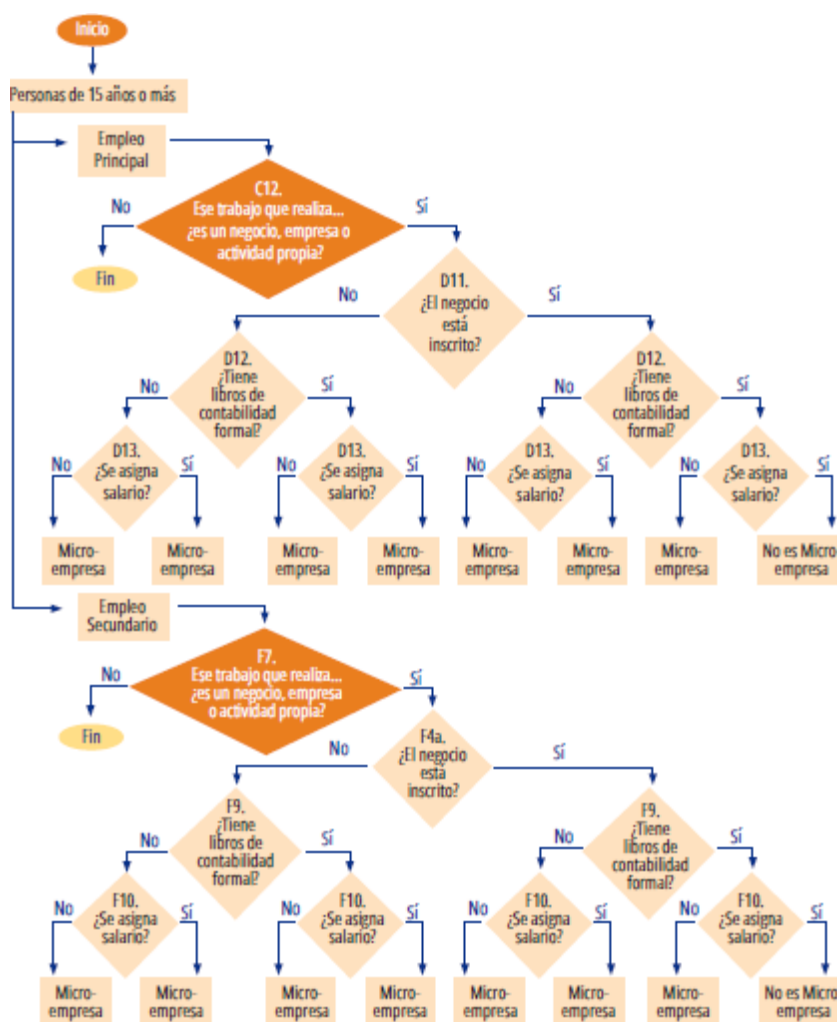 Inicio
Personas de 15 años o más
Empleo
Principal
C12.
Ese trabajo que realiza...
¿es un negocio, empresa o
actividad propia?
No
Sí
Fin
D11.
¿El negocio
está
inscrito?
No
Sí
D12.
¿Tiene
libros de
contabilidad
formal?
No
Sí
D12.
¿Tiene
libros de
contabilidad
formal?
No
Sí
D13.
¿Se asigna
salario?
No
Sí
D13.
¿Se asigna
salario?
No
Sí
D13.
¿Se asigna
salario?
No
Sí
D13.
¿Se asigna
salario?
No
Sí
Micro-
empresa
Micro-
empresa
Micro-
empresa
Micro-
empresa
Micro-
empresa
Micro-
empresa
Micro-
empresa
No es Micro
empresa
Empleo
Secundario
F7.
Ese trabajo que realiza...
¿es un negocio, empresa
o actividad propia?
No
Sí
Fin
F4a.
¿El negocio
está
inscrito?
No
Sí
F9.
¿Tiene
libros de
contabilidad
formal?
No
Sí
F9.
¿Tiene
libros de
contabilidad
formal?
No
Sí
F10.
¿Se asigna
salario?
No
Sí
F10.
¿Se asigna
salario?
No
Sí
F10.
¿Se asigna
salario?
No
Sí
F10.
¿Se asigna
salario?
No
Sí
Micro-
empresa
Micro-
empresa
Micro-
empresa
Micro-
empresa
Micro-
empresa
Micro-
empresa
Micro-
empresa
No es Micro
empresa